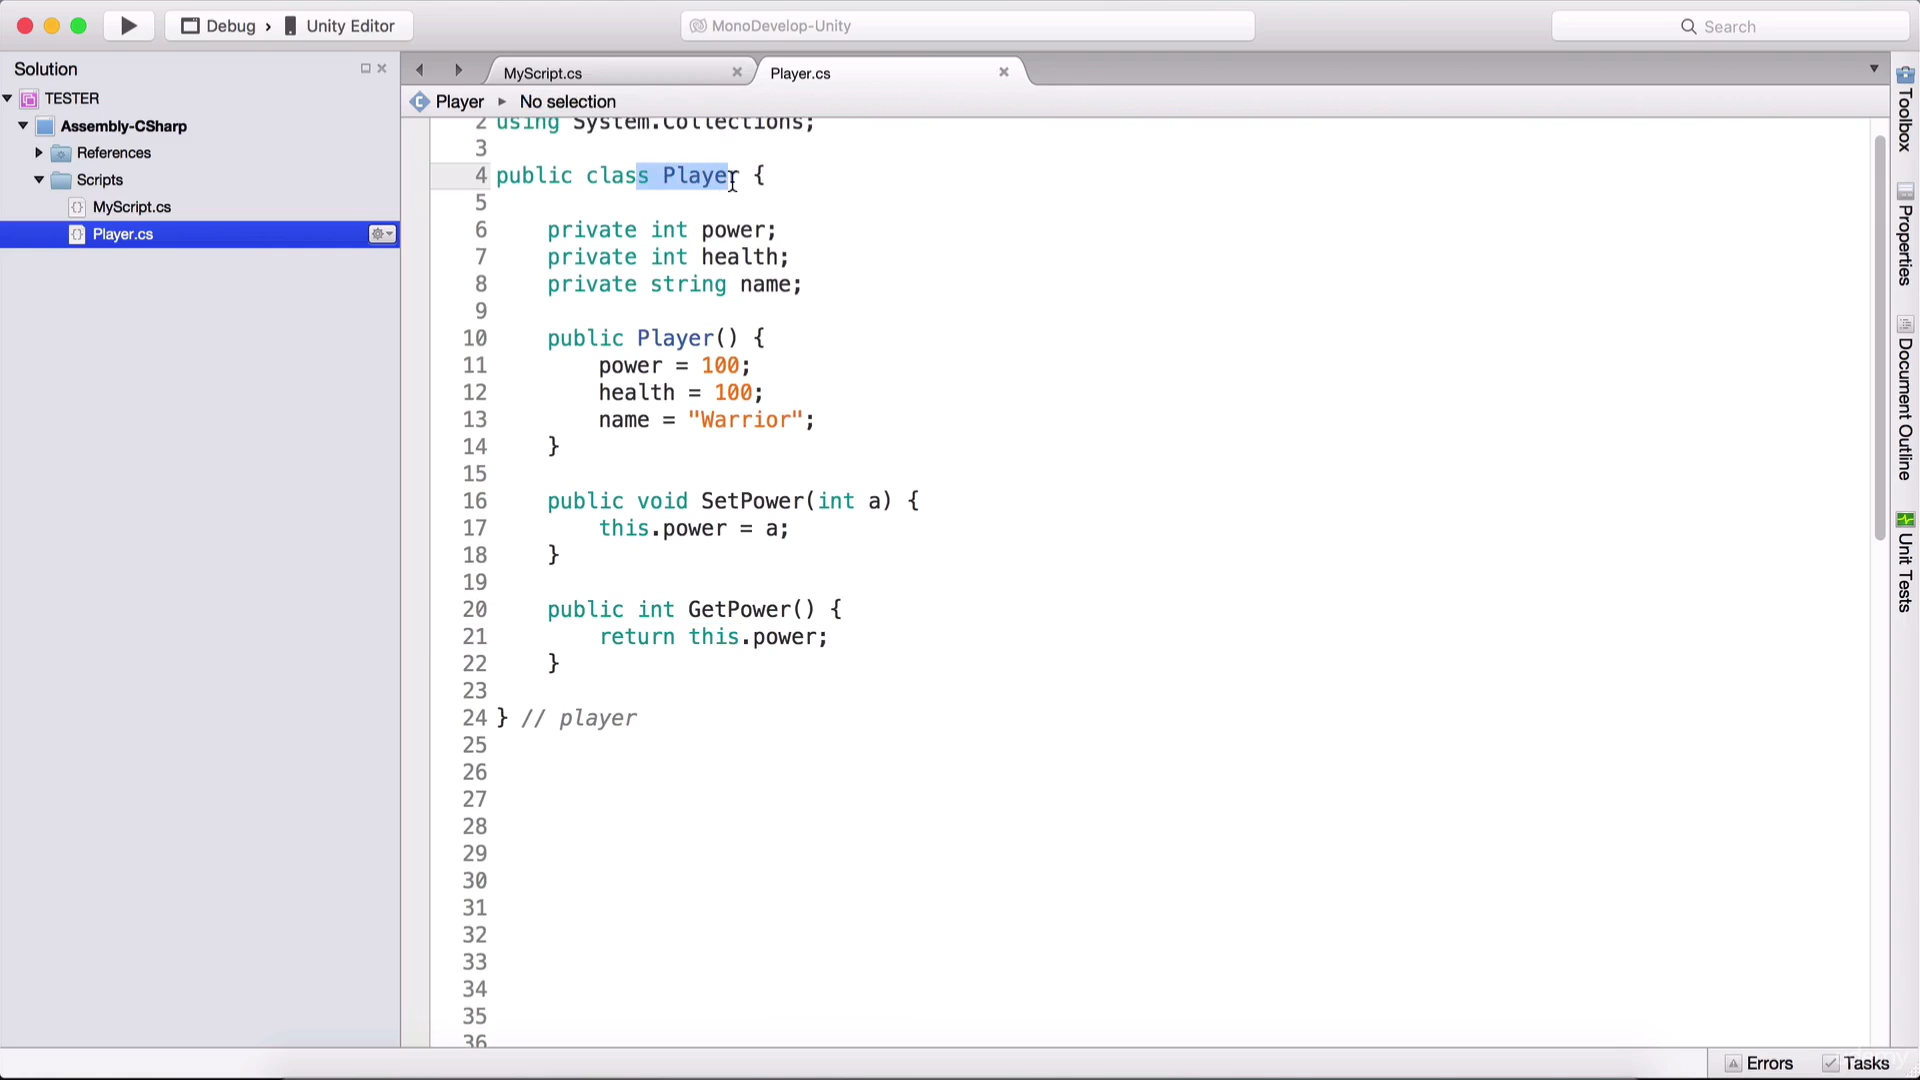 Debug › Unity Editor
MonoDevelop-Unity
Search
Solution
TESTER
Assembly-CSharp
References
Scripts
MyScript.cs
Player.cs
MyScript.cs
Player.cs
Player ▸ No selection
2 using System.Collections;
3
4 public class Player {
5
6 private int power;
7 private int health;
8 private string name;
9
10 public Player() {
11 power = 100;
12 health = 100;
13 name = "Warrior";
14 }
15
16 public void SetPower(int a) {
17 this.power = a;
18 }
19
20 public int GetPower() {
21 return this.power;
22 }
23
24 } // player
25
26
27
28
29
30
31
32
33
34
35
36
Toolbox
Properties
Document Outline
Unit Tests
Errors
Tasks